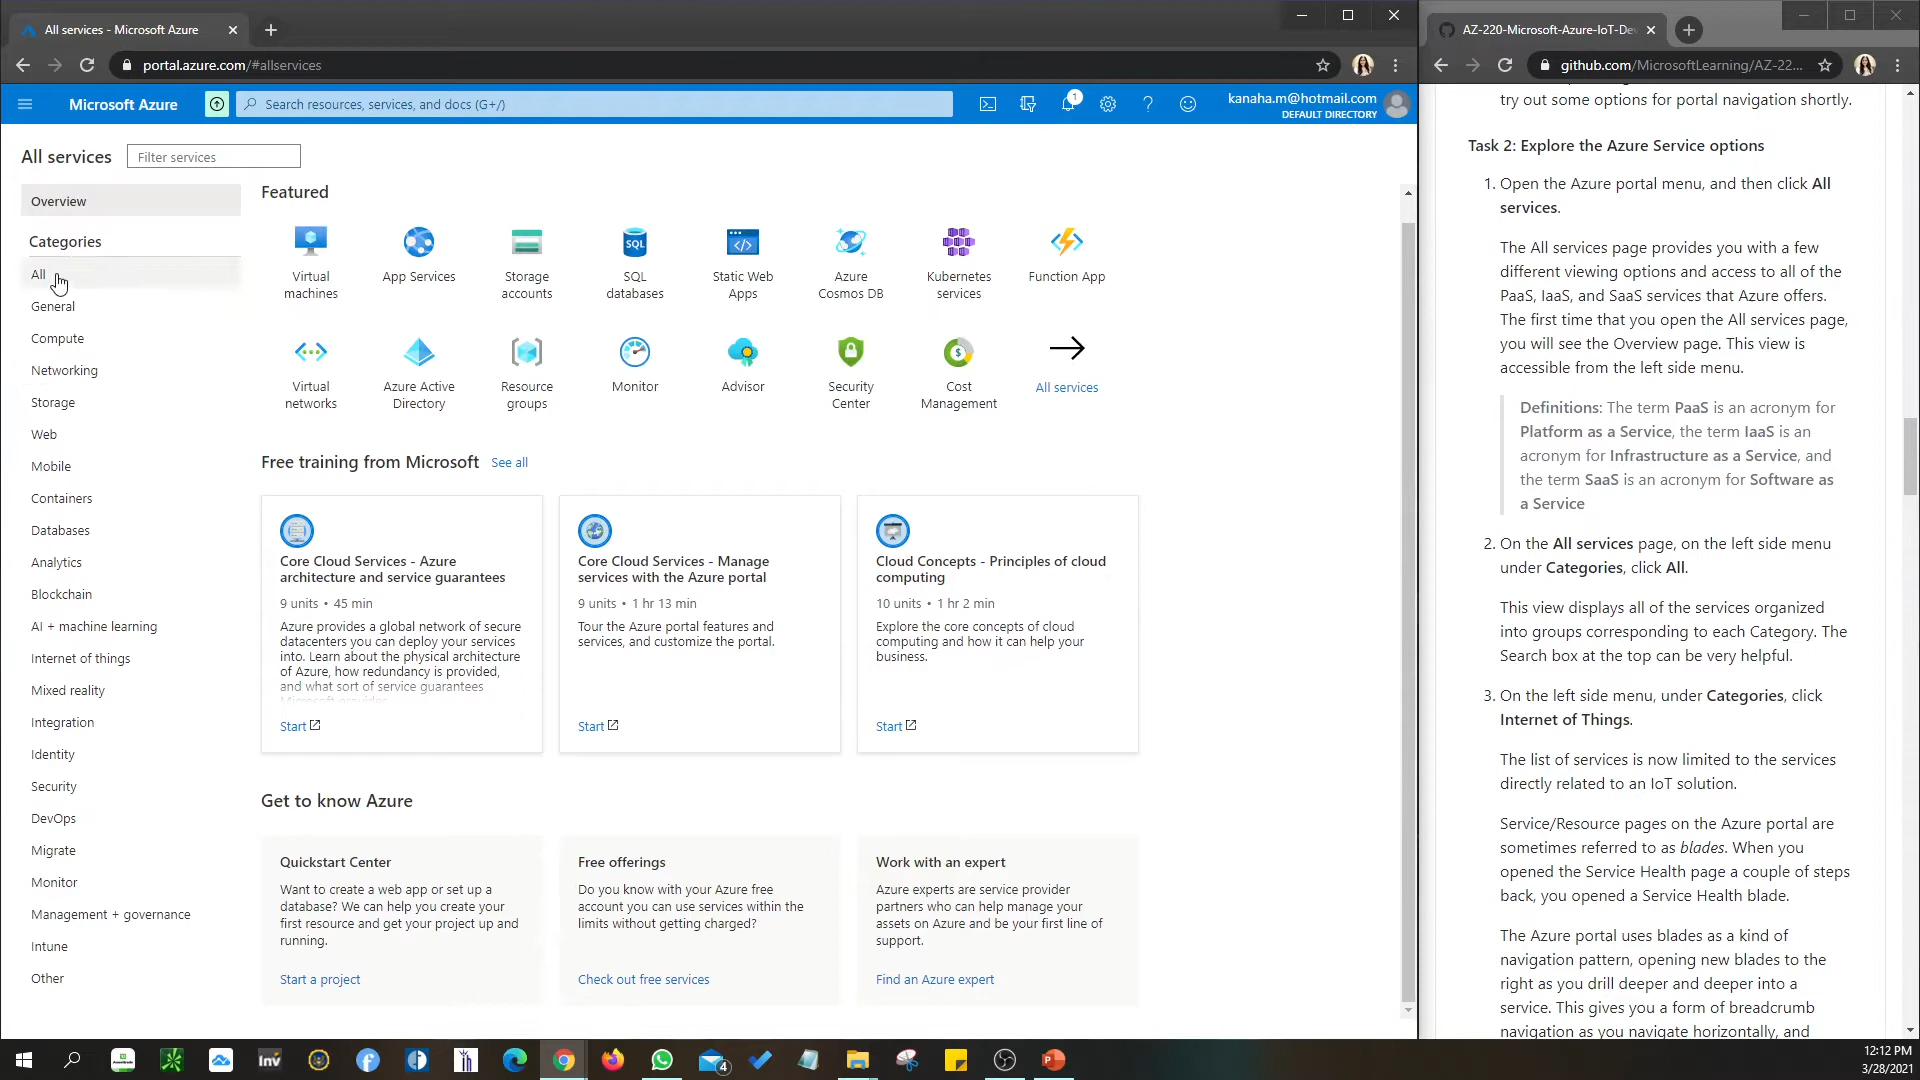 All services - Microsoft Azure
AZ-220-Microsoft-Azure-IoT-De
portal.azure.com/#allservices
github.com/MicrosoftLearning/AZ-22...
Microsoft Azure
Search resources, services, and docs (G+/)
1
kanaha.m@hotmail.com
DEFAULT DIRECTORY
All services
Filter services
Overview
Categories
All
General
Compute
Networking
Storage
Web
Mobile
Containers
Databases
Analytics
Blockchain
AI + machine learning
Internet of things
Mixed reality
Integration
Identity
Security
DevOps
Migrate
Monitor
Management + governance
Intune
Other
Featured
Virtual
machines
App Services
Storage
accounts
SQL
SQL
databases
Static Web
Apps
Azure
Cosmos DB
Kubernetes
services
Function App
Virtual
networks
Azure Active
Directory
Resource
groups
Monitor
Advisor
Security
Center
Cost
Management
All services
Free training from Microsoft See all
Core Cloud Services - Azure
architecture and service guarantees
9 units • 45 min
Azure provides a global network of secure
datacenters you can deploy your services
into. Learn about the physical architecture
of Azure, how redundancy is provided,
and what sort of service guarantees
Microsoft provides
Start
Core Cloud Services - Manage
services with the Azure portal
9 units • 1 hr 13 min
Tour the Azure portal features and
services, and customize the portal.
Start
Cloud Concepts - Principles of cloud
computing
10 units • 1 hr 2 min
Explore the core concepts of cloud
computing and how it can help your
business.
Start
Get to know Azure
Quickstart Center
Want to create a web app or set up a
database? We can help you create your
first resource and get your project up and
running.
Start a project
Free offerings
Do you know with your Azure free
account you can use services within the
limits without getting charged?
Check out free services
Work with an expert
Azure experts are service provider
partners who can help manage your
assets on Azure and be your first line of
support.
Find an Azure expert
try out some options for portal navigation shortly.
Task 2: Explore the Azure Service options
1. Open the Azure portal menu, and then click All
services.
The All services page provides you with a few
different viewing options and access to all of the
PaaS, IaaS, and SaaS services that Azure offers.
The first time that you open the All services page,
you will see the Overview page. This view is
accessible from the left side menu.
Definitions: The term PaaS is an acronym for
Platform as a Service, the term IaaS is an
acronym for Infrastructure as a Service, and
the term SaaS is an acronym for Software as
a Service
2. On the All services page, on the left side menu
under Categories, click All.
This view displays all of the services organized
into groups corresponding to each Category. The
Search box at the top can be very helpful.
3. On the left side menu, under Categories, click
Internet of Things.
The list of services is now limited to the services
directly related to an IoT solution.
Service/Resource pages on the Azure portal are
sometimes referred to as blades. When you
opened the Service Health page a couple of steps
back, you opened a Service Health blade.
The Azure portal uses blades as a kind of
navigation pattern, opening new blades to the
right as you drill deeper and deeper into a
service. This gives you a form of breadcrumb
navigation as you navigate horizontally, and
Inv
4
12:12 PM
3/28/2021